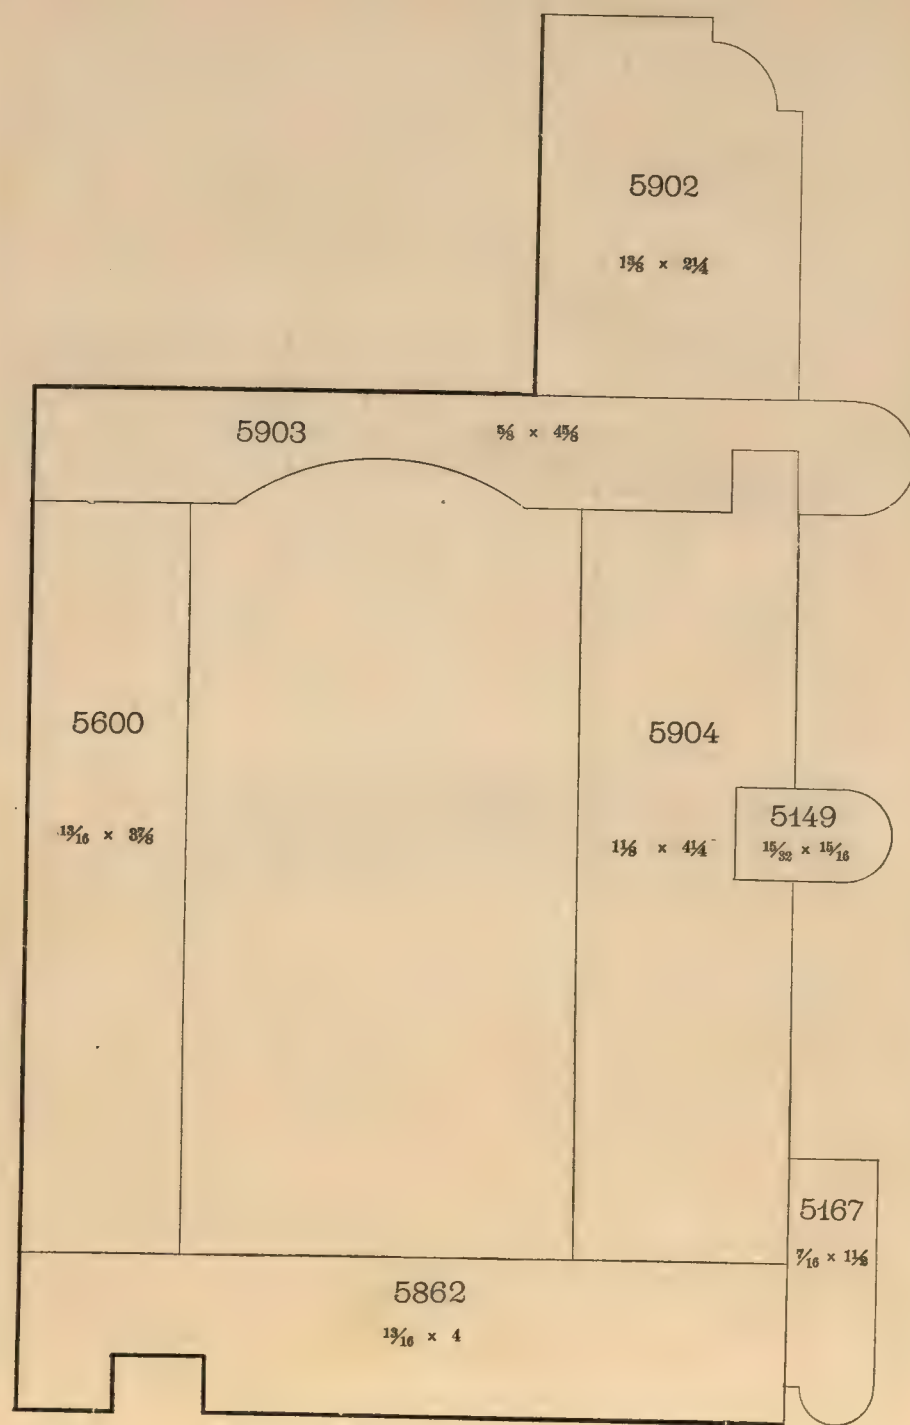 5902
1⅜ × 2¼
5903 ⅝ × 4⅝
5600
13/16 × 3⅞
5904
1⅛ × 4¼
5149
15/32 × 15/16
5167
7/16 × 1½
5862
13/16 × 4